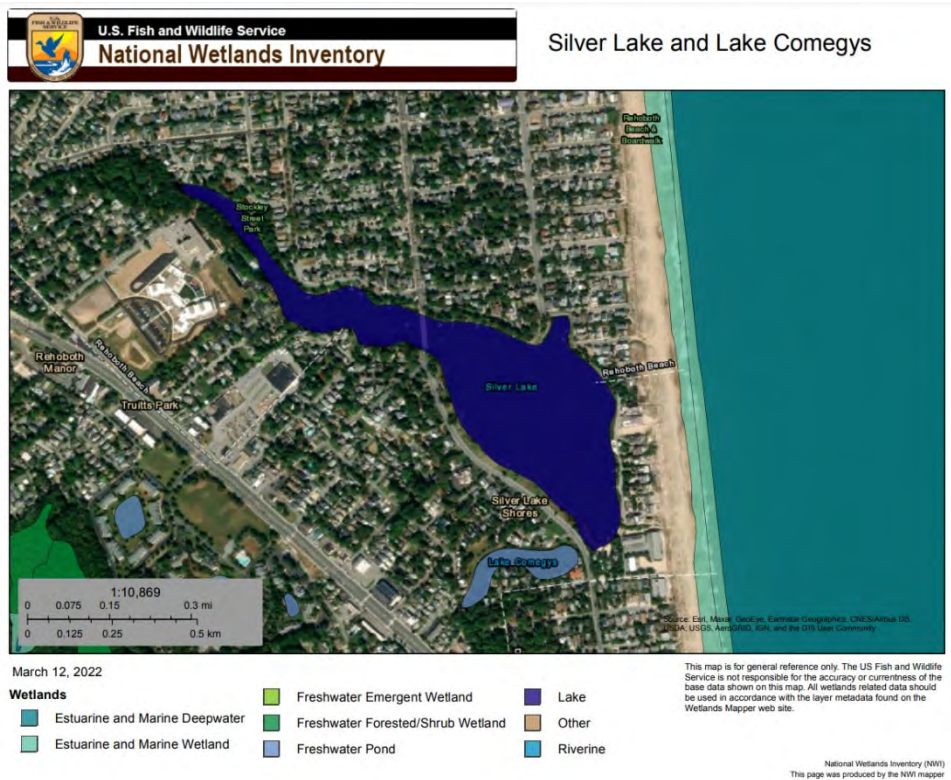 U.S.
FISH & WILDLIFE
SERVICE
U.S. Fish and Wildlife Service
National Wetlands Inventory
Silver Lake and Lake Comegys
Rehoboth
Beach &
Boardwalk
Stockley
Street
Park
Rehoboth
Manor
Rehoboth Beach
Truitts Park
Silver Lake
Rehoboth Beach
Silver Lake
Shores
Lake Comegys
1:10,869
0 0.075 0.15 0.3 mi
0 0.125 0.25 0.5 km
Source: Esri, Maxar, GeoEye, Earthstar Geographics, CNES/Airbus DS,
USDA, USGS, AeroGRID, IGN, and the GIS User Community
March 12, 2022
Wetlands
Estuarine and Marine Deepwater
Estuarine and Marine Wetland
Freshwater Emergent Wetland
Freshwater Forested/Shrub Wetland
Freshwater Pond
Lake
Other
Riverine
This map is for general reference only. The US Fish and Wildlife
Service is not responsible for the accuracy or currentness of the
base data shown on this map. All wetlands related data should
be used in accordance with the layer metadata found on the
Wetlands Mapper web site.
National Wetlands Inventory (NWI)
This page was produced by the NWI mapper